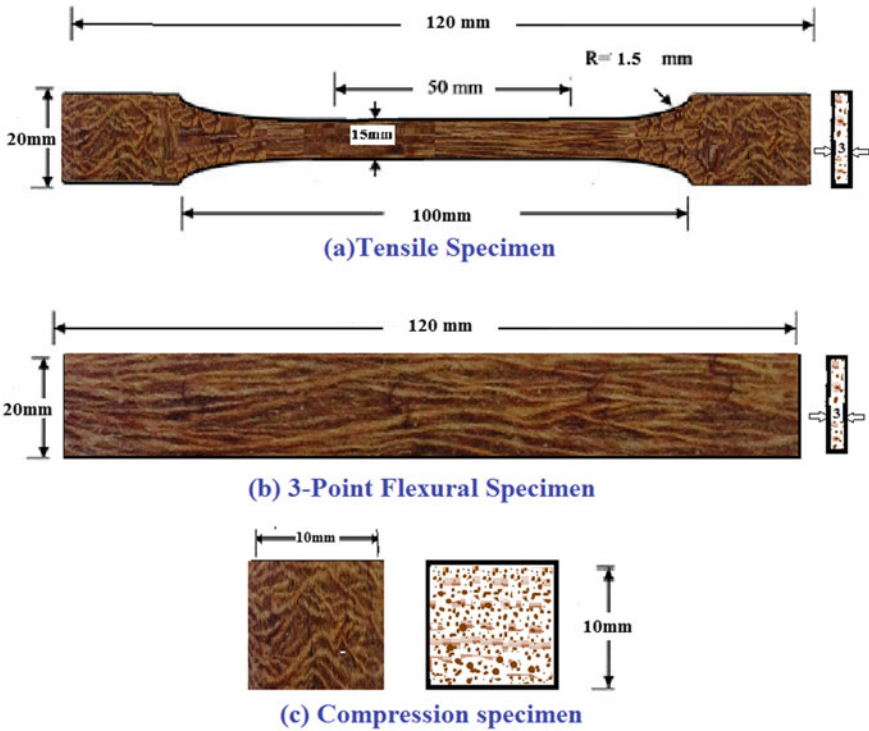 120 mm
R= 1.5 mm
50 mm
20mm
15mm
3
100mm
(a)Tensile Specimen
120 mm
20mm
3
(b) 3-Point Flexural Specimen
10mm
10mm
(c) Compression specimen